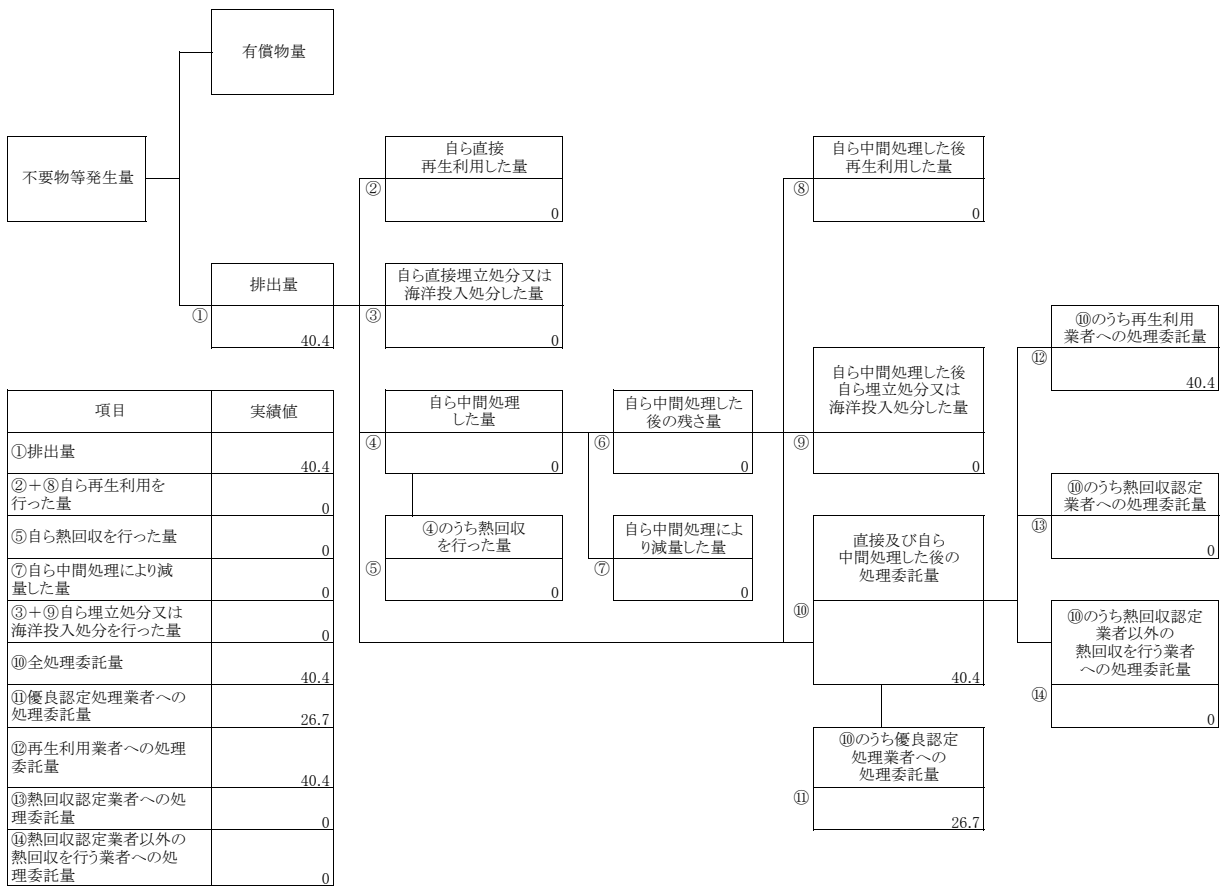 有償物量
不要物等発生量
自ら直接
再生利用した量
②
0
自ら中間処理した後
再生利用した量
⑧
0
排出量
①
40.4
自ら直接埋立処分又は
海洋投入処分した量
③
0
⑩のうち再生利用
業者への処理委託量
⑫
40.4
自ら中間処理
した量
④
0
自ら中間処理した
後の残さ量
⑥
0
自ら中間処理した後
自ら埋立処分又は
海洋投入処分した量
⑨
0
⑩のうち熱回収認定
業者への処理委託量
⑬
0
④のうち熱回収
を行った量
⑤
0
自ら中間処理によ
り減量した量
⑦
0
直接及び自ら
中間処理した後の
処理委託量
⑩
40.4
⑩のうち熱回収認定
業者以外の
熱回収を行う業者
への処理委託量
⑭
0
⑩のうち優良認定
処理業者への
処理委託量
⑪
26.7
項目 実績値
①排出量
40.4
②+⑧自ら再生利用を
行った量
0
⑤自ら熱回収を行った量
0
⑦自ら中間処理により減
量した量
0
③+⑨自ら埋立処分又は
海洋投入処分を行った量
0
⑩全処理委託量
40.4
⑪優良認定処理業者への
処理委託量
26.7
⑫再生利用業者への処理
委託量
40.4
⑬熱回収認定業者への処
理委託量
0
⑭熱回収認定業者以外の
熱回収を行う業者への処
理委託量
0